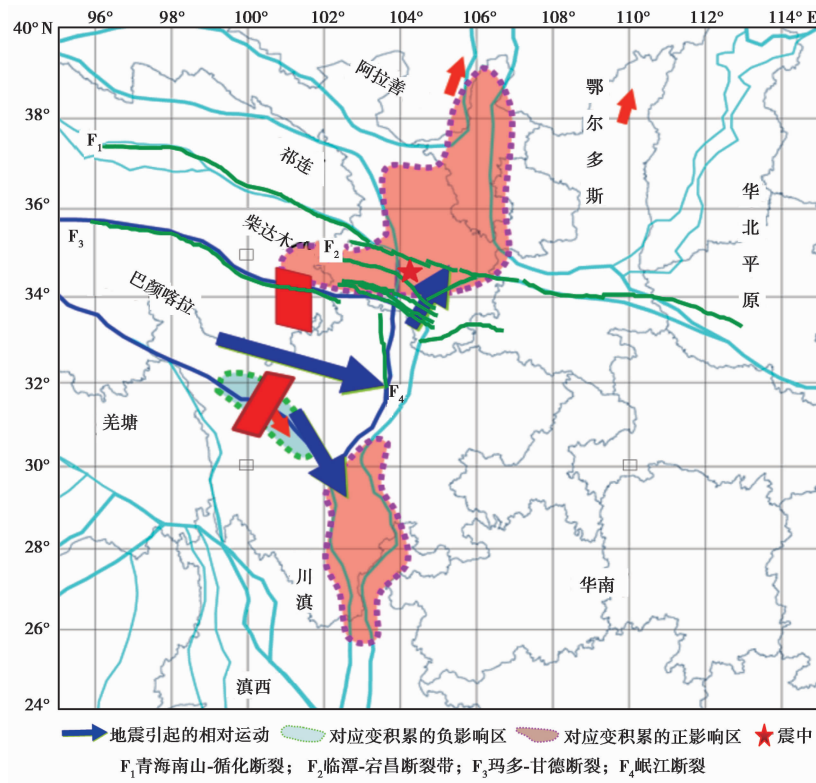 96° 98° 100° 102° 104° 106° 108° 110° 112° 114° E
40° N
阿拉善
鄂尔多斯
38°
F1
祁连
36°
华北平原
柴达木
F3
F2
34°
巴颜喀拉
32°
F4
羌塘
30°
28°
川滇
华南
26°
滇西
24°
地震引起的相对运动 对应变积累的负影响区 对应变积累的正影响区 震中
F1青海南山-循化断裂； F2临潭-宕昌断裂带；F3玛多-甘德断裂；F4岷江断裂